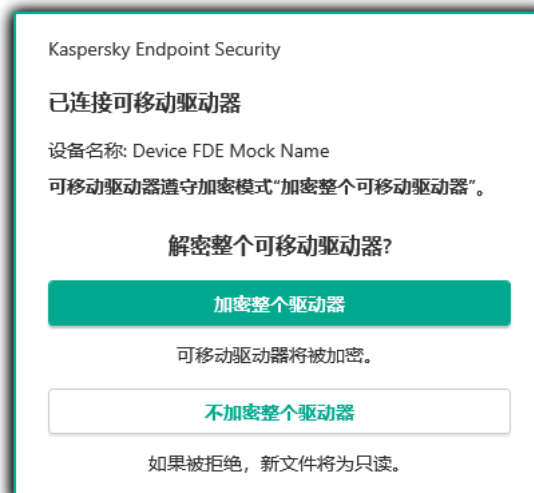 Kaspersky Endpoint Security
已连接可移动驱动器
设备名称: Device FDE Mock Name
可移动驱动器遵守加密模式“加密整个可移动驱动器”。
解密整个可移动驱动器?
加密整个驱动器
可移动驱动器将被加密。
不加密整个驱动器
如果被拒绝，新文件将为只读。